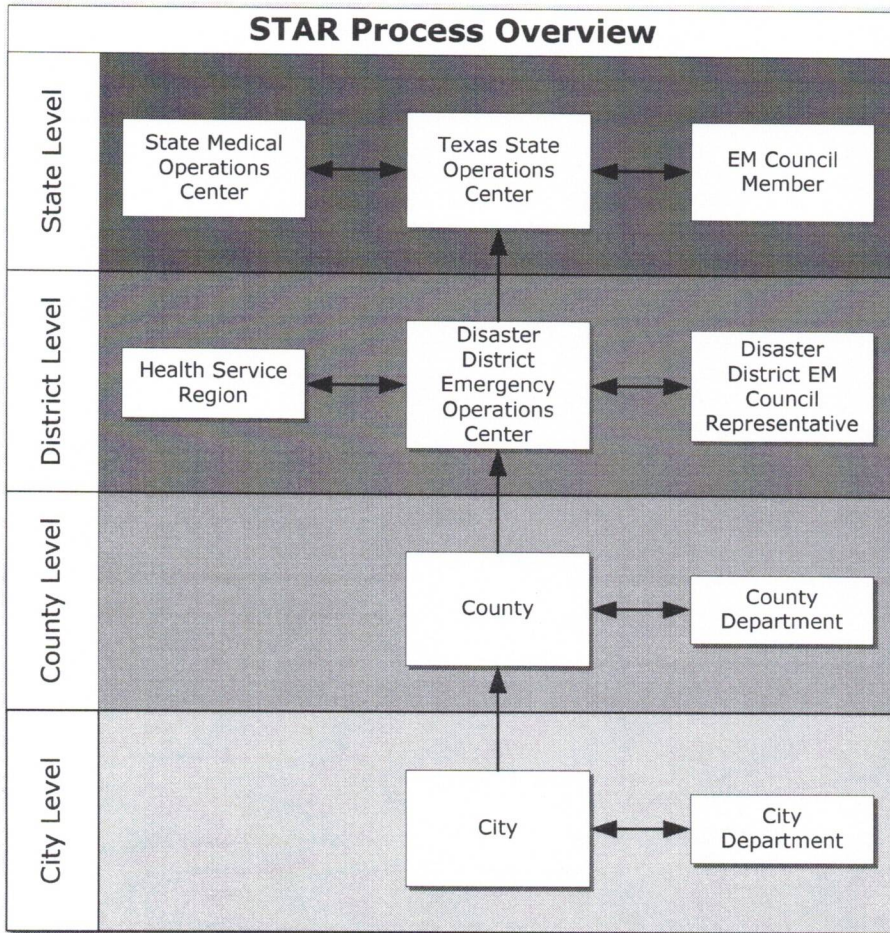 STAR Process Overview
State Level
State Medical
Operations
Center
Texas State
Operations
Center
EM Council
Member
District Level
Health Service
Region
Disaster
District
Emergency
Operations
Center
Disaster
District EM
Council
Representative
County Level
County
County
Department
City Level
City
City
Department